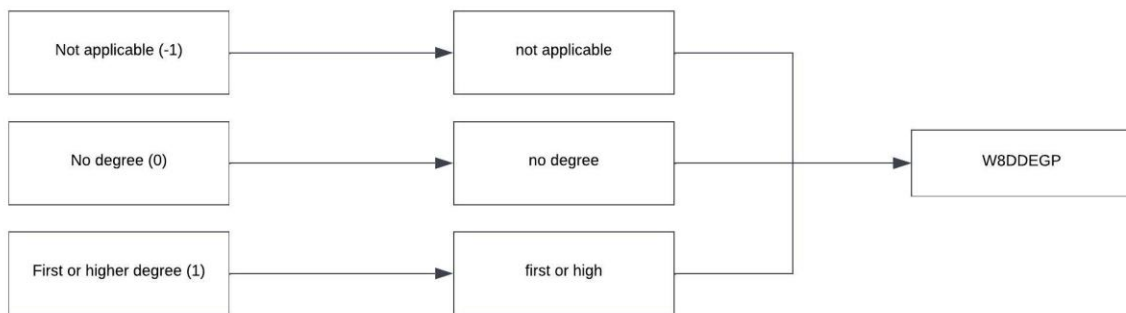 Not applicable (-1)
not applicable
No degree (0)
no degree
W8DDEGP
First or higher degree (1)
first or high